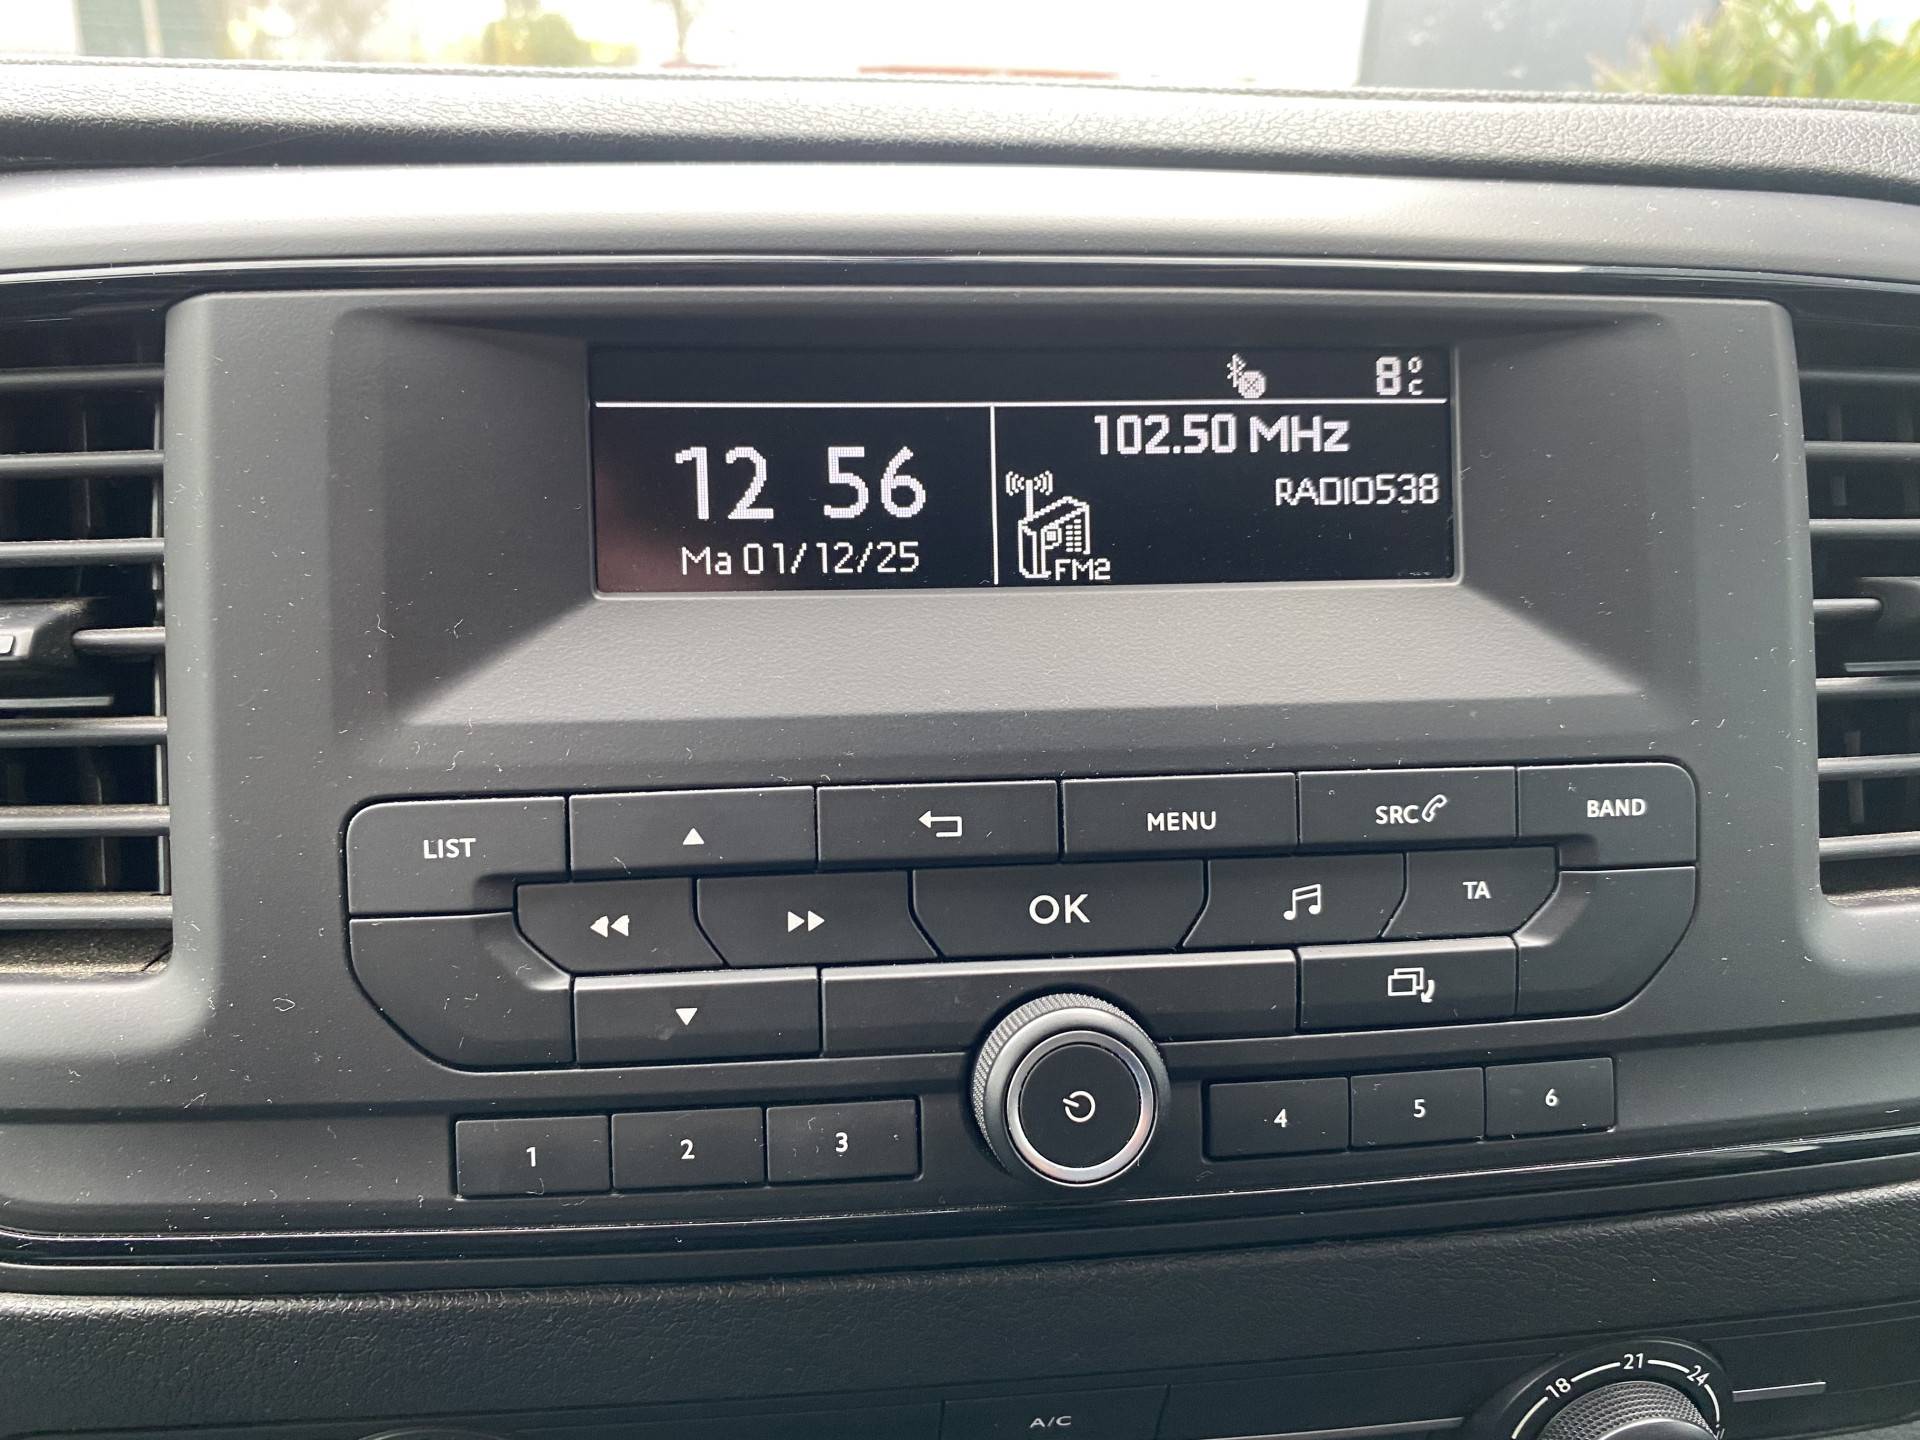 8°C
12 56
Ma 01/12/25
102.50 MHz
RADIO538
FM2
LIST
MENU
SRC
BAND
OK
TA
1
2
3
4
5
6
A/C
18
21
24